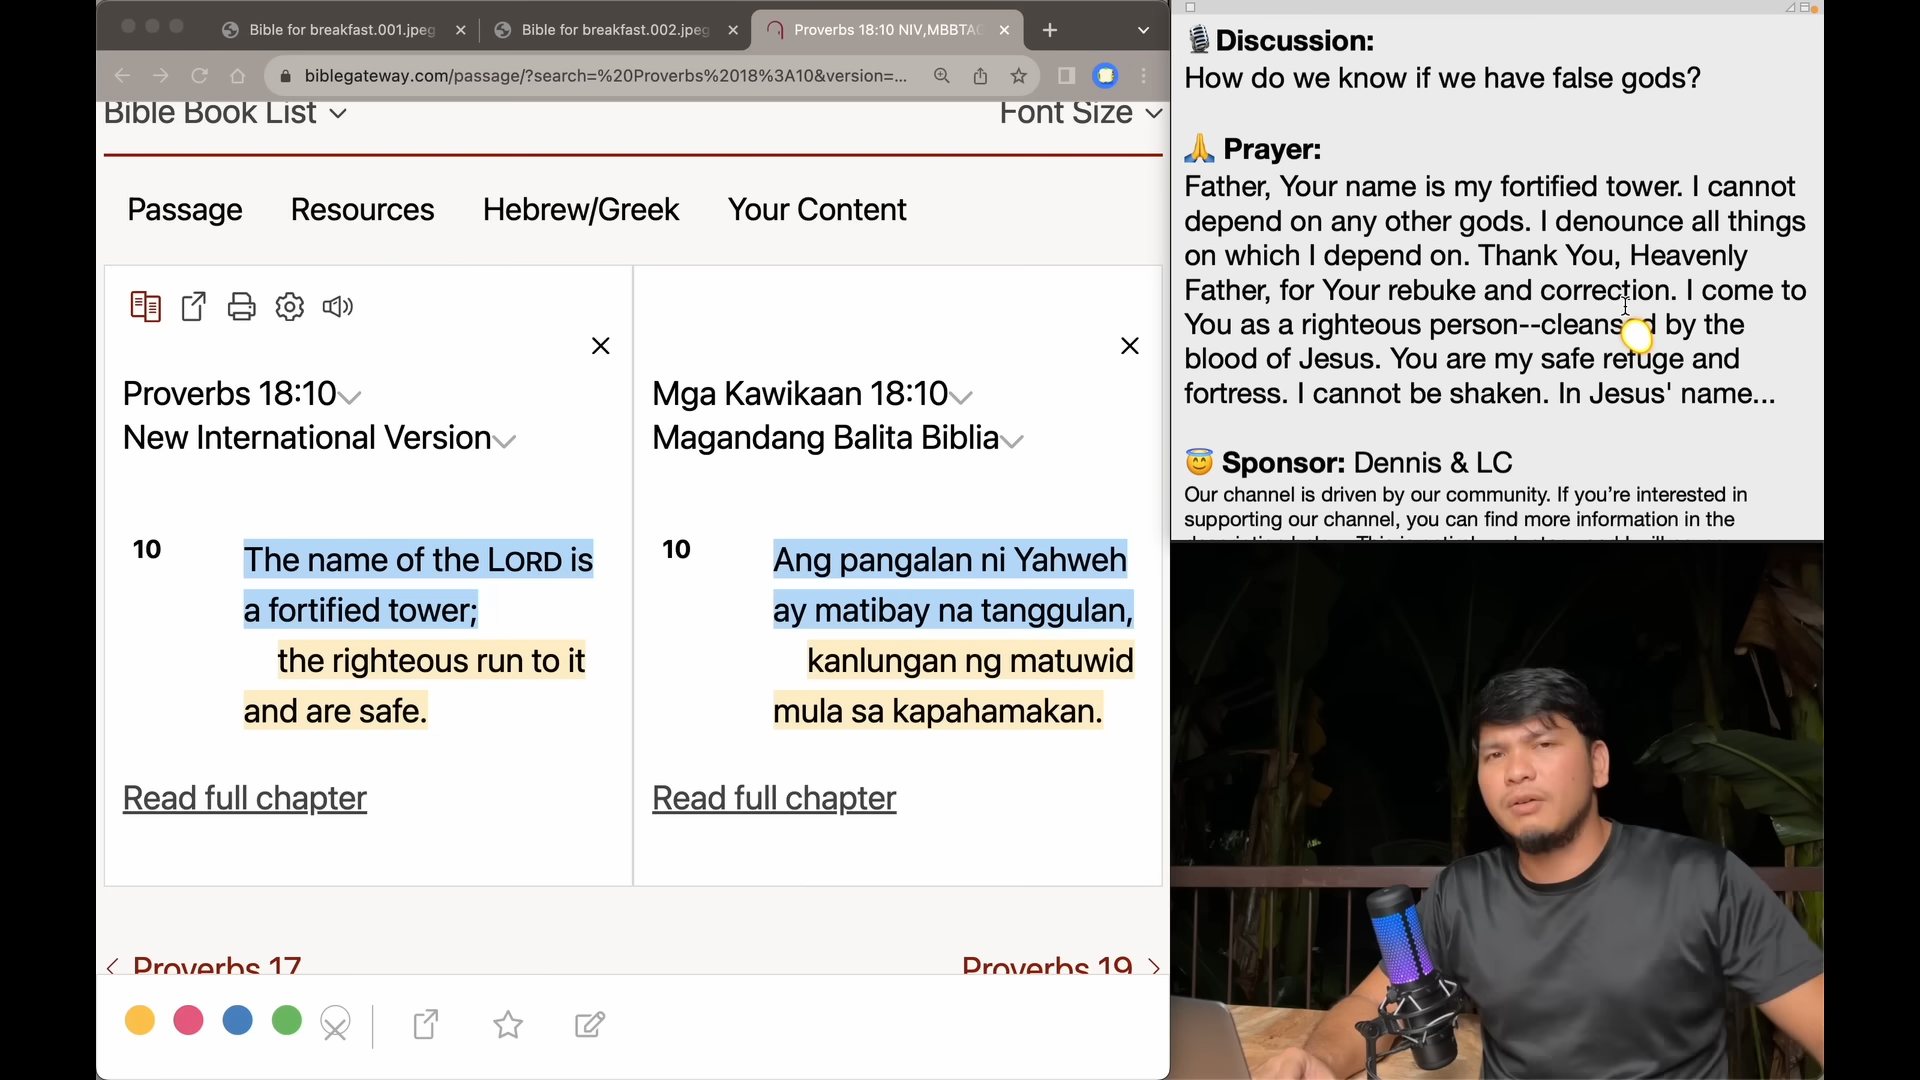 Bible for breakfast.001.jpeg
Bible for breakfast.002.jpeg
Proverbs 18:10 NIV,MBBTAG
biblegateway.com/passage/?search=%20Proverbs%2018%3A10&version=...
Bible Book List
Font Size
Passage
Resources
Hebrew/Greek
Your Content
Proverbs 18:10
New International Version
10 The name of the LORD is
a fortified tower;
the righteous run to it
and are safe.
Read full chapter
Mga Kawikaan 18:10
Magandang Balita Biblia
10 Ang pangalan ni Yahweh
ay matibay na tanggulan,
kanlungan ng matuwid
mula sa kapahamakan.
Read full chapter
Proverbs 17
Proverbs 19
🎙️Discussion:
How do we know if we have false gods?
🙏 Prayer:
Father, Your name is my fortified tower. I cannot
depend on any other gods. I denounce all things
on which I depend on. Thank You, Heavenly
Father, for Your rebuke and correction. I come to
You as a righteous person--cleansed by the
blood of Jesus. You are my safe refuge and
fortress. I cannot be shaken. In Jesus' name...
😇 Sponsor: Dennis & LC
Our channel is driven by our community. If you’re interested in
supporting our channel, you can find more information in the